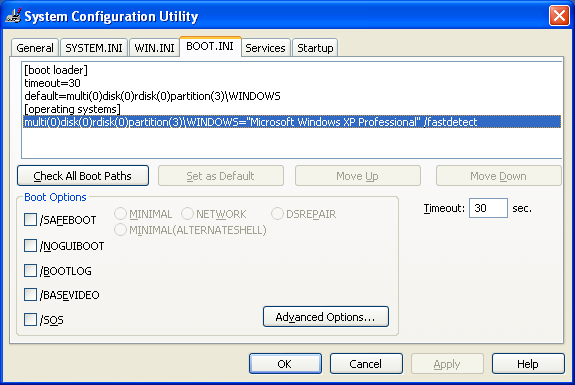 System Configuration Utility
General SYSTEM.INI WIN.INI BOOT.INI Services Startup
[boot loader]
timeout=30
default=multi(0)disk(0)rdisk(0)partition(3)\WINDOWS
[operating systems]
multi(0)disk(0)rdisk(0)partition(3)\WINDOWS="Microsoft Windows XP Professional" /fastdetect
Check All Boot Paths Set as Default Move Up Move Down
Boot Options
/SAFEBOOT MINIMAL NETWORK DSREPAIR Timeout: 30 sec.
MINIMAL(ALTERNATESHELL)
/NOGUIBOOT
/BOOTLOG
/BASEVIDEO
/SOS Advanced Options...
OK Cancel Apply Help